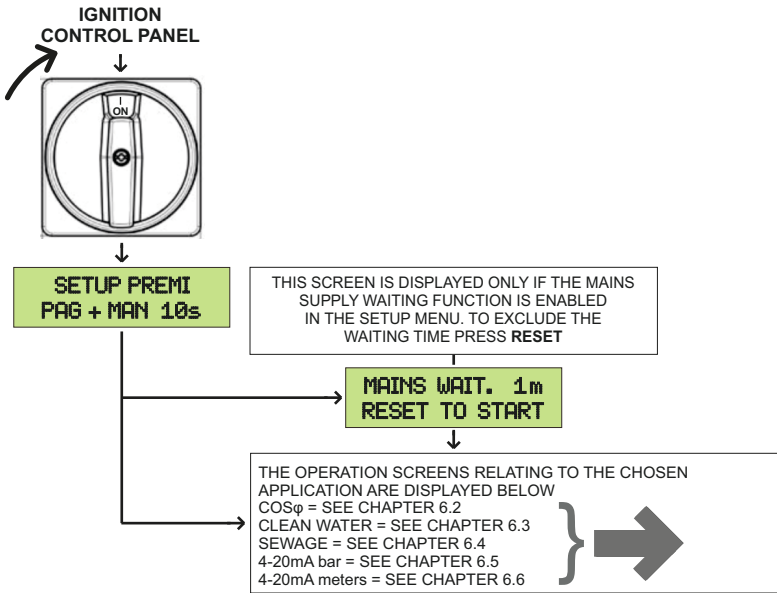 IGNITION
CONTROL PANEL
I
ON
SETUP PREMI
PAG + MAN 10s
THIS SCREEN IS DISPLAYED ONLY IF THE MAINS
SUPPLY WAITING FUNCTION IS ENABLED
IN THE SETUP MENU. TO EXCLUDE THE
WAITING TIME PRESS RESET
MAINS WAIT. 1m
RESET TO START
THE OPERATION SCREENS RELATING TO THE CHOSEN
APPLICATION ARE DISPLAYED BELOW
COSφ = SEE CHAPTER 6.2
CLEAN WATER = SEE CHAPTER 6.3
SEWAGE = SEE CHAPTER 6.4
4-20mA bar = SEE CHAPTER 6.5
4-20mA meters = SEE CHAPTER 6.6